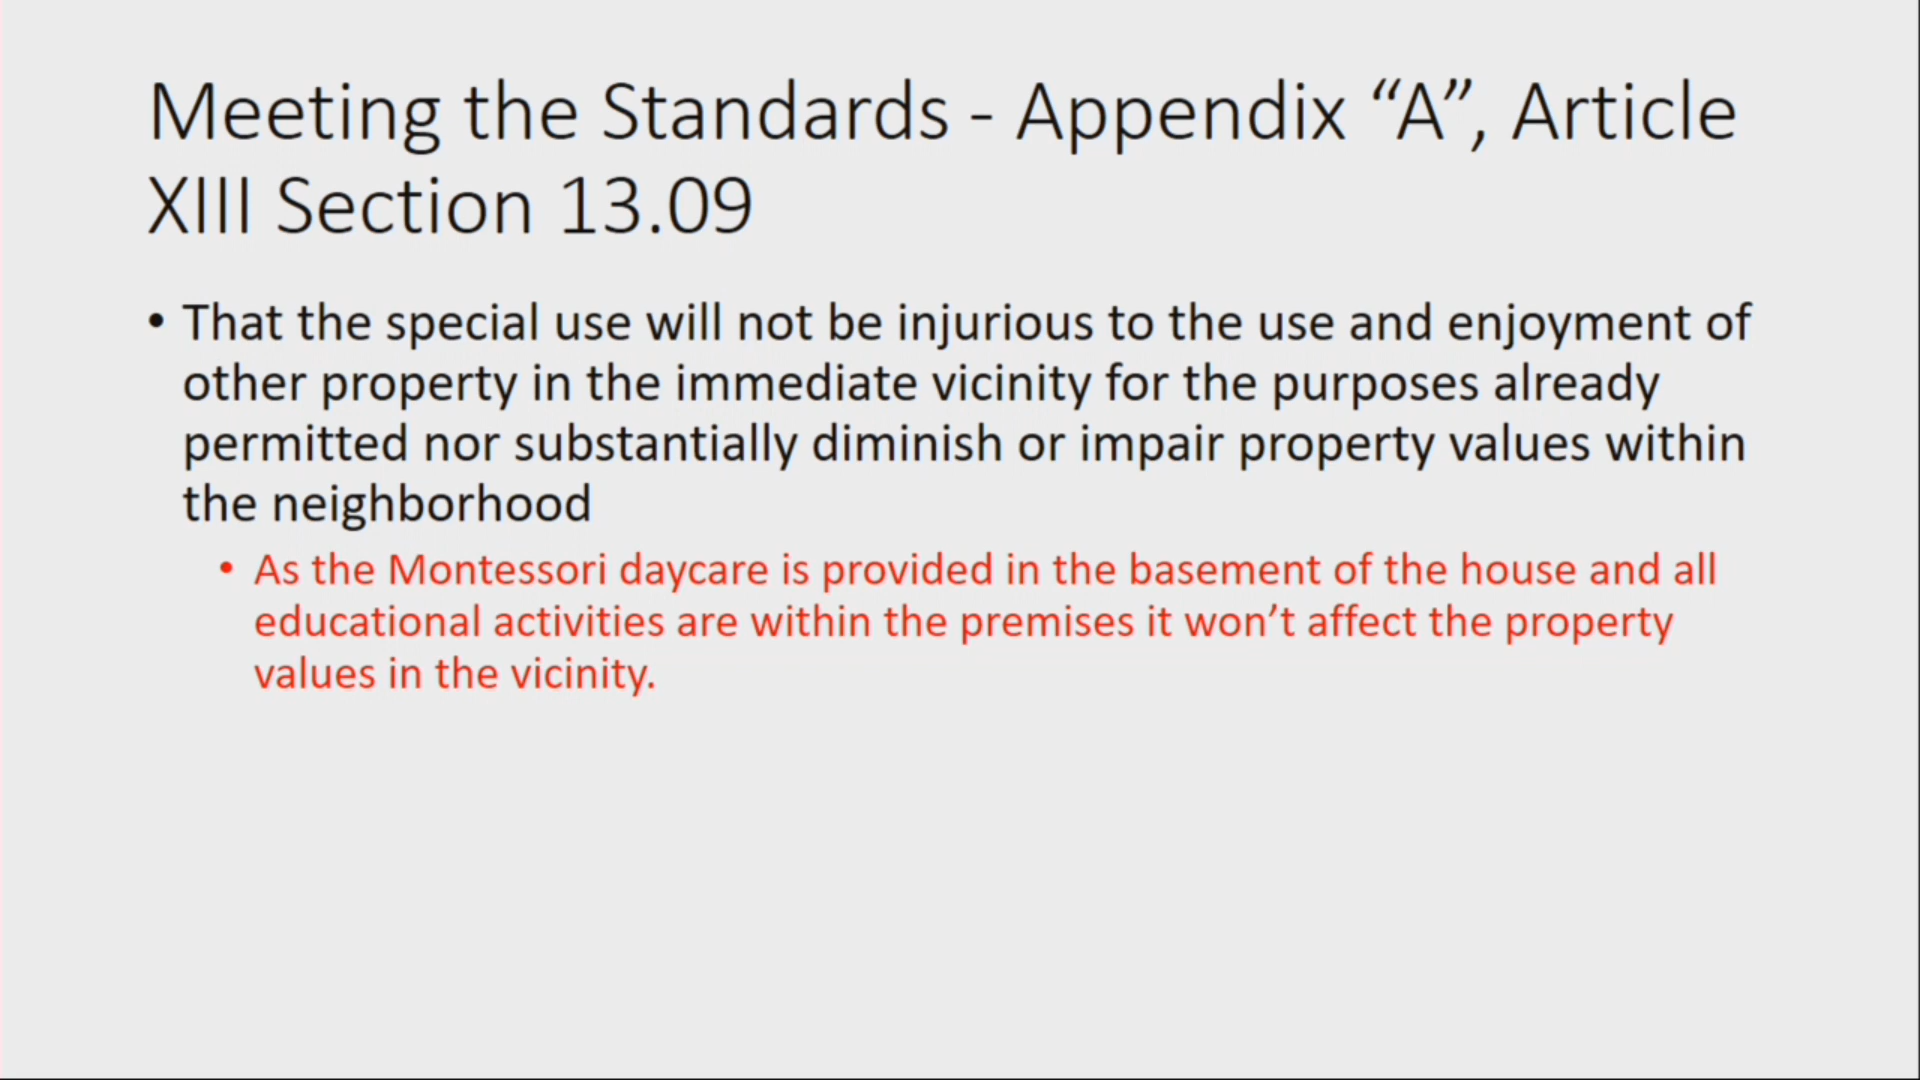 Meeting the Standards - Appendix “A”, Article
XIII Section 13.09
• That the special use will not be injurious to the use and enjoyment of
other property in the immediate vicinity for the purposes already
permitted nor substantially diminish or impair property values within
the neighborhood
• As the Montessori daycare is provided in the basement of the house and all
educational activities are within the premises it won’t affect the property
values in the vicinity.